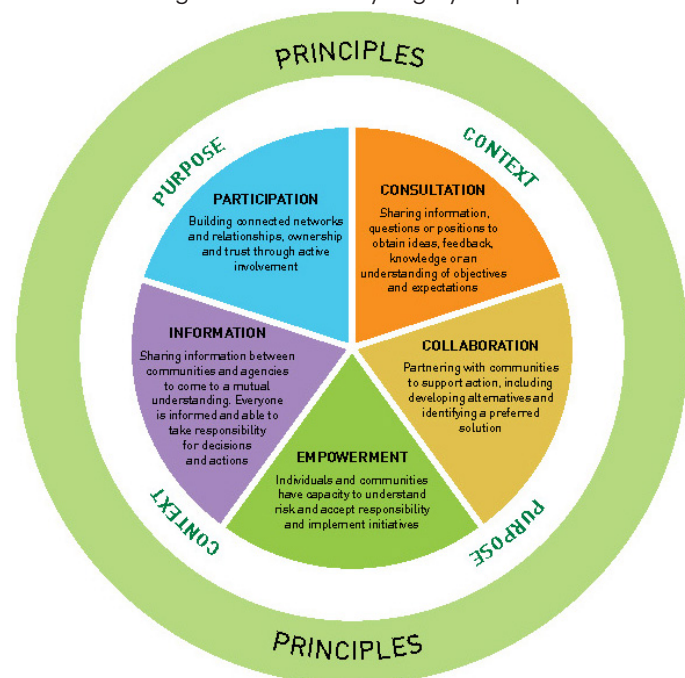 PRINCIPLES
PURPOSE
CONTEXT
PARTICIPATION
Building connected networks
and relationships, ownership
and trust through active
involvement
CONSULTATION
Sharing information,
questions or positions to
obtain ideas, feedback,
knowledge or an
understanding of objectives
and expectations
INFORMATION
Sharing information between
communities and agencies
to come to a mutual
understanding. Everyone
is informed and able to
take responsibility
for decisions
and actions
COLLABORATION
Partnering with communities
to support action, including
developing alternatives and
identifying a preferred
solution
EMPOWERMENT
Individuals and communities
have capacity to understand
risk and accept responsibility
and implement initiatives
CONTEXT
PURPOSE
PRINCIPLES